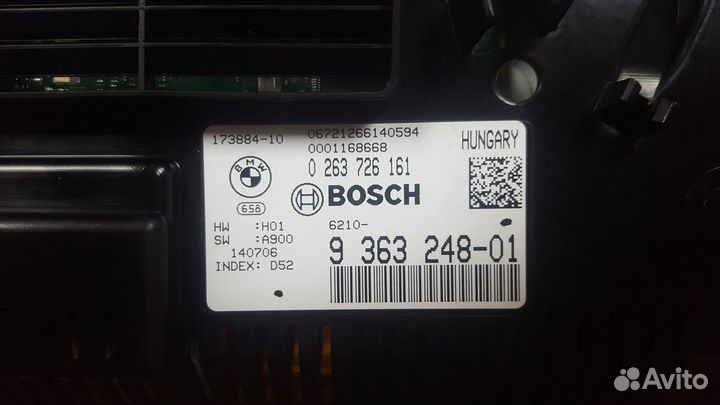 173884-10
06721266140594
0001168668
HUNGARY
0 263 726 161
BMW
BOSCH
658
6210-
HW :H01
SW :A900
140706
INDEX: D52
9 363 248-01
Avito